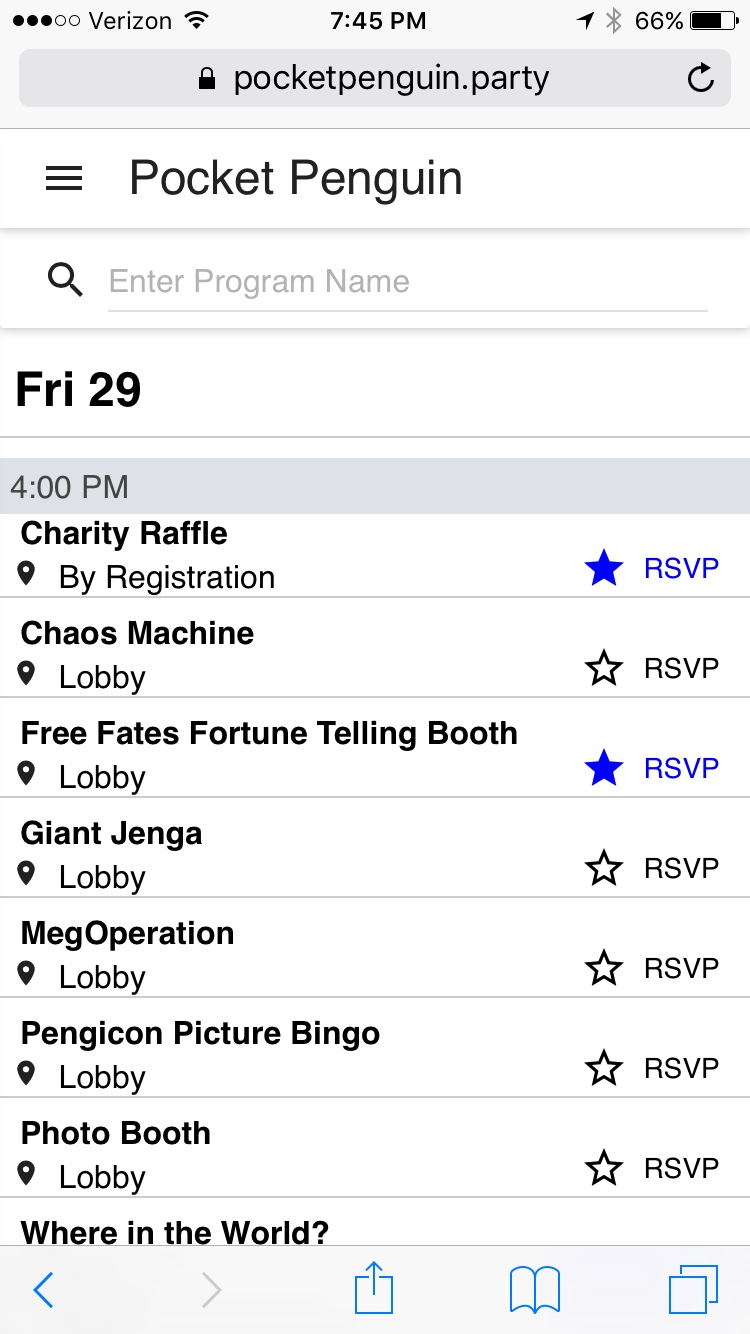 Verizon 7:45 PM 66%
pocketpenguin.party
Pocket Penguin
Enter Program Name
Fri 29
4:00 PM
Charity Raffle
By Registration RSVP
Chaos Machine
Lobby RSVP
Free Fates Fortune Telling Booth
Lobby RSVP
Giant Jenga
Lobby RSVP
MegOperation
Lobby RSVP
Pengicon Picture Bingo
Lobby RSVP
Photo Booth
Lobby RSVP
Where in the World?